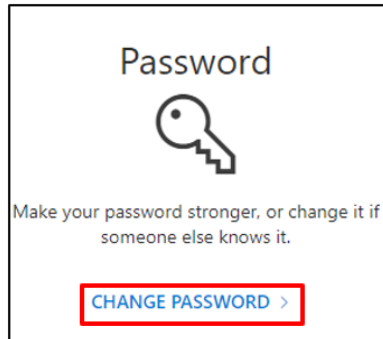 Password
Make your password stronger, or change it if
someone else knows it.
CHANGE PASSWORD >